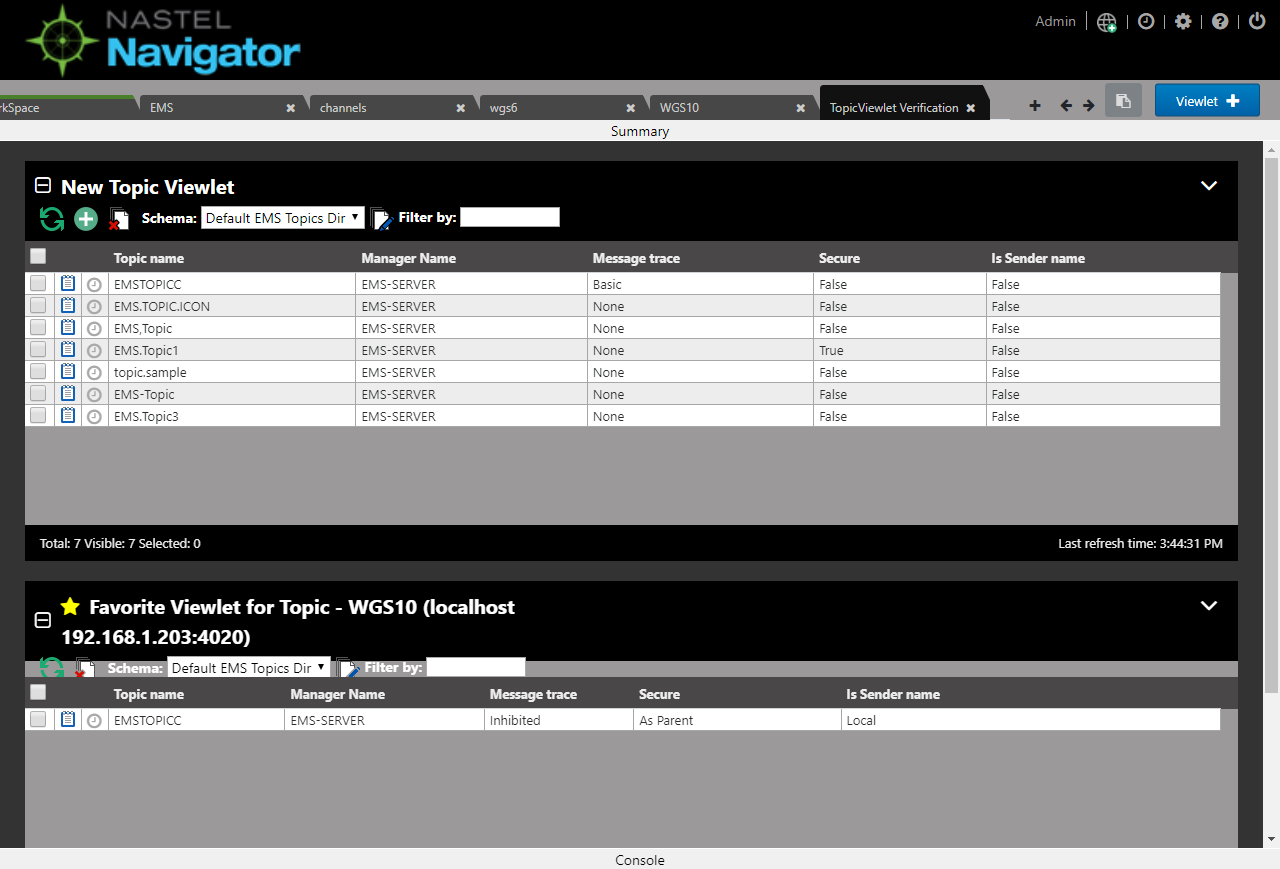 NASTEL
Navigator
Admin
rkSpace EMS channels wgs6 WGS10 TopicViewlet Verification Viewlet
Summary
New Topic Viewlet
Schema: Default EMS Topics Dir Filter by:
Topic name Manager Name Message trace Secure Is Sender name
EMSTOPICC EMS-SERVER Basic False False
EMS.TOPIC.ICON EMS-SERVER None False False
EMS,Topic EMS-SERVER None False False
EMS.Topic1 EMS-SERVER None True False
topic.sample EMS-SERVER None False False
EMS-Topic EMS-SERVER None False False
EMS.Topic3 EMS-SERVER None False False
Total: 7 Visible: 7 Selected: 0 Last refresh time: 3:44:31 PM
Favorite Viewlet for Topic - WGS10 (localhost
192.168.1.203:4020)
Schema: Default EMS Topics Dir Filter by:
Topic name Manager Name Message trace Secure Is Sender name
EMSTOPICC EMS-SERVER Inhibited As Parent Local
Console